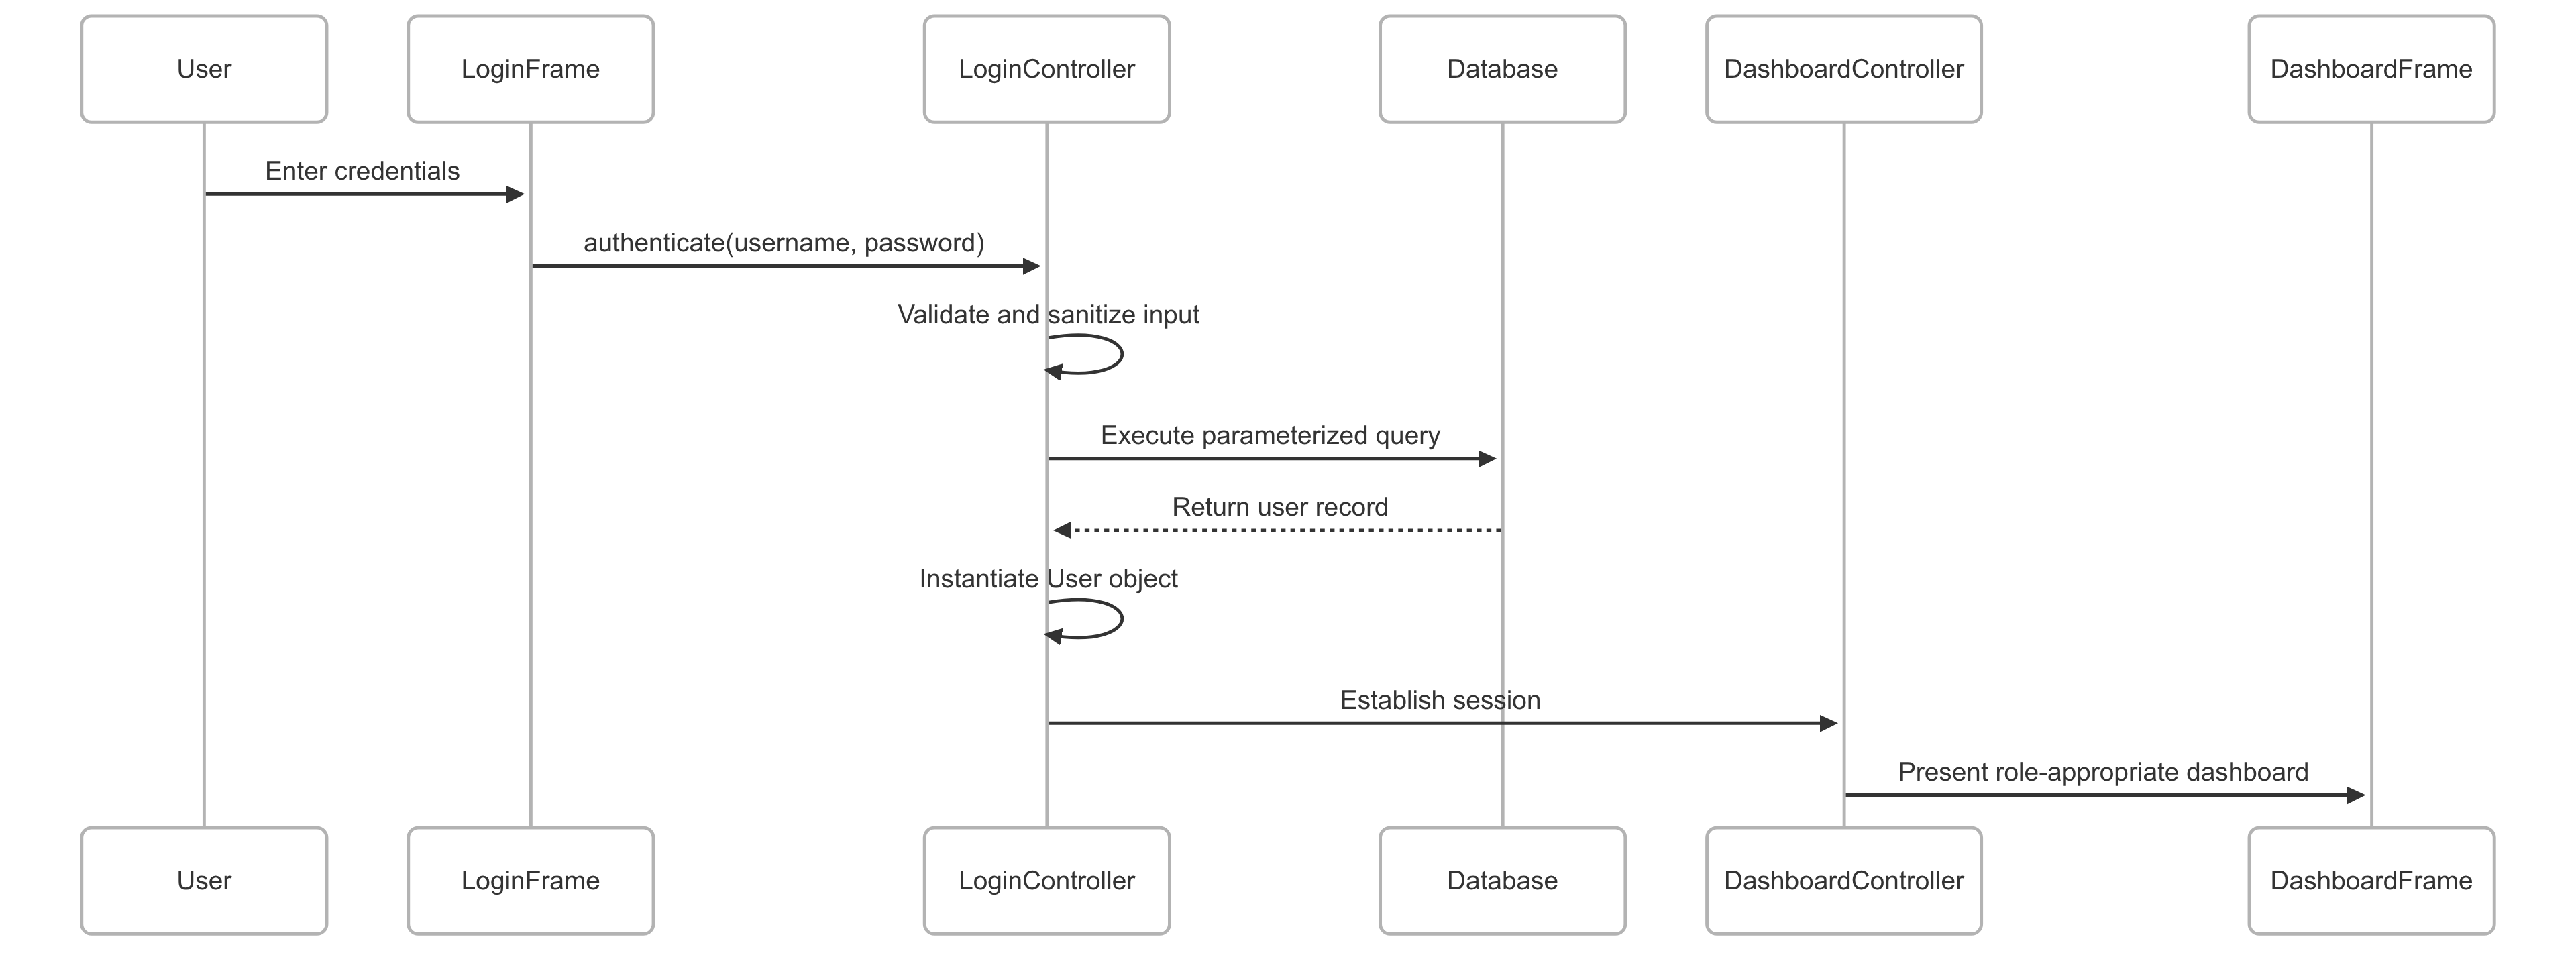 User
LoginFrame
LoginController
Database
DashboardController
DashboardFrame
Enter credentials
authenticate(username, password)
Validate and sanitize input
Execute parameterized query
Return user record
Instantiate User object
Establish session
Present role-appropriate dashboard
User
LoginFrame
LoginController
Database
DashboardController
DashboardFrame